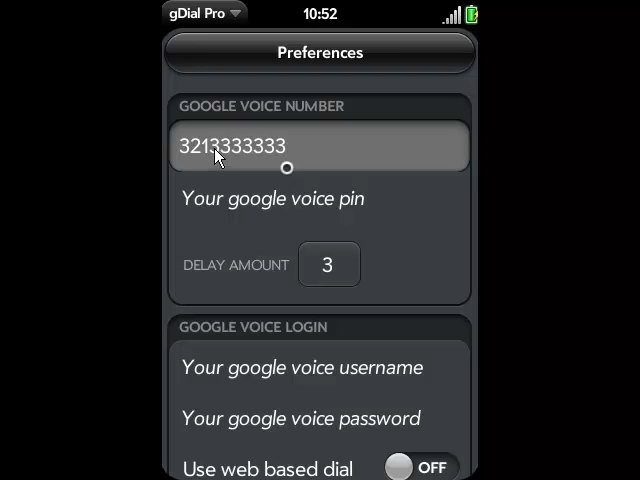 gDial Pro 10:52
Preferences
GOOGLE VOICE NUMBER
3213333333
Your google voice pin
DELAY AMOUNT 3
GOOGLE VOICE LOGIN
Your google voice username
Your google voice password
Use web based dial OFF